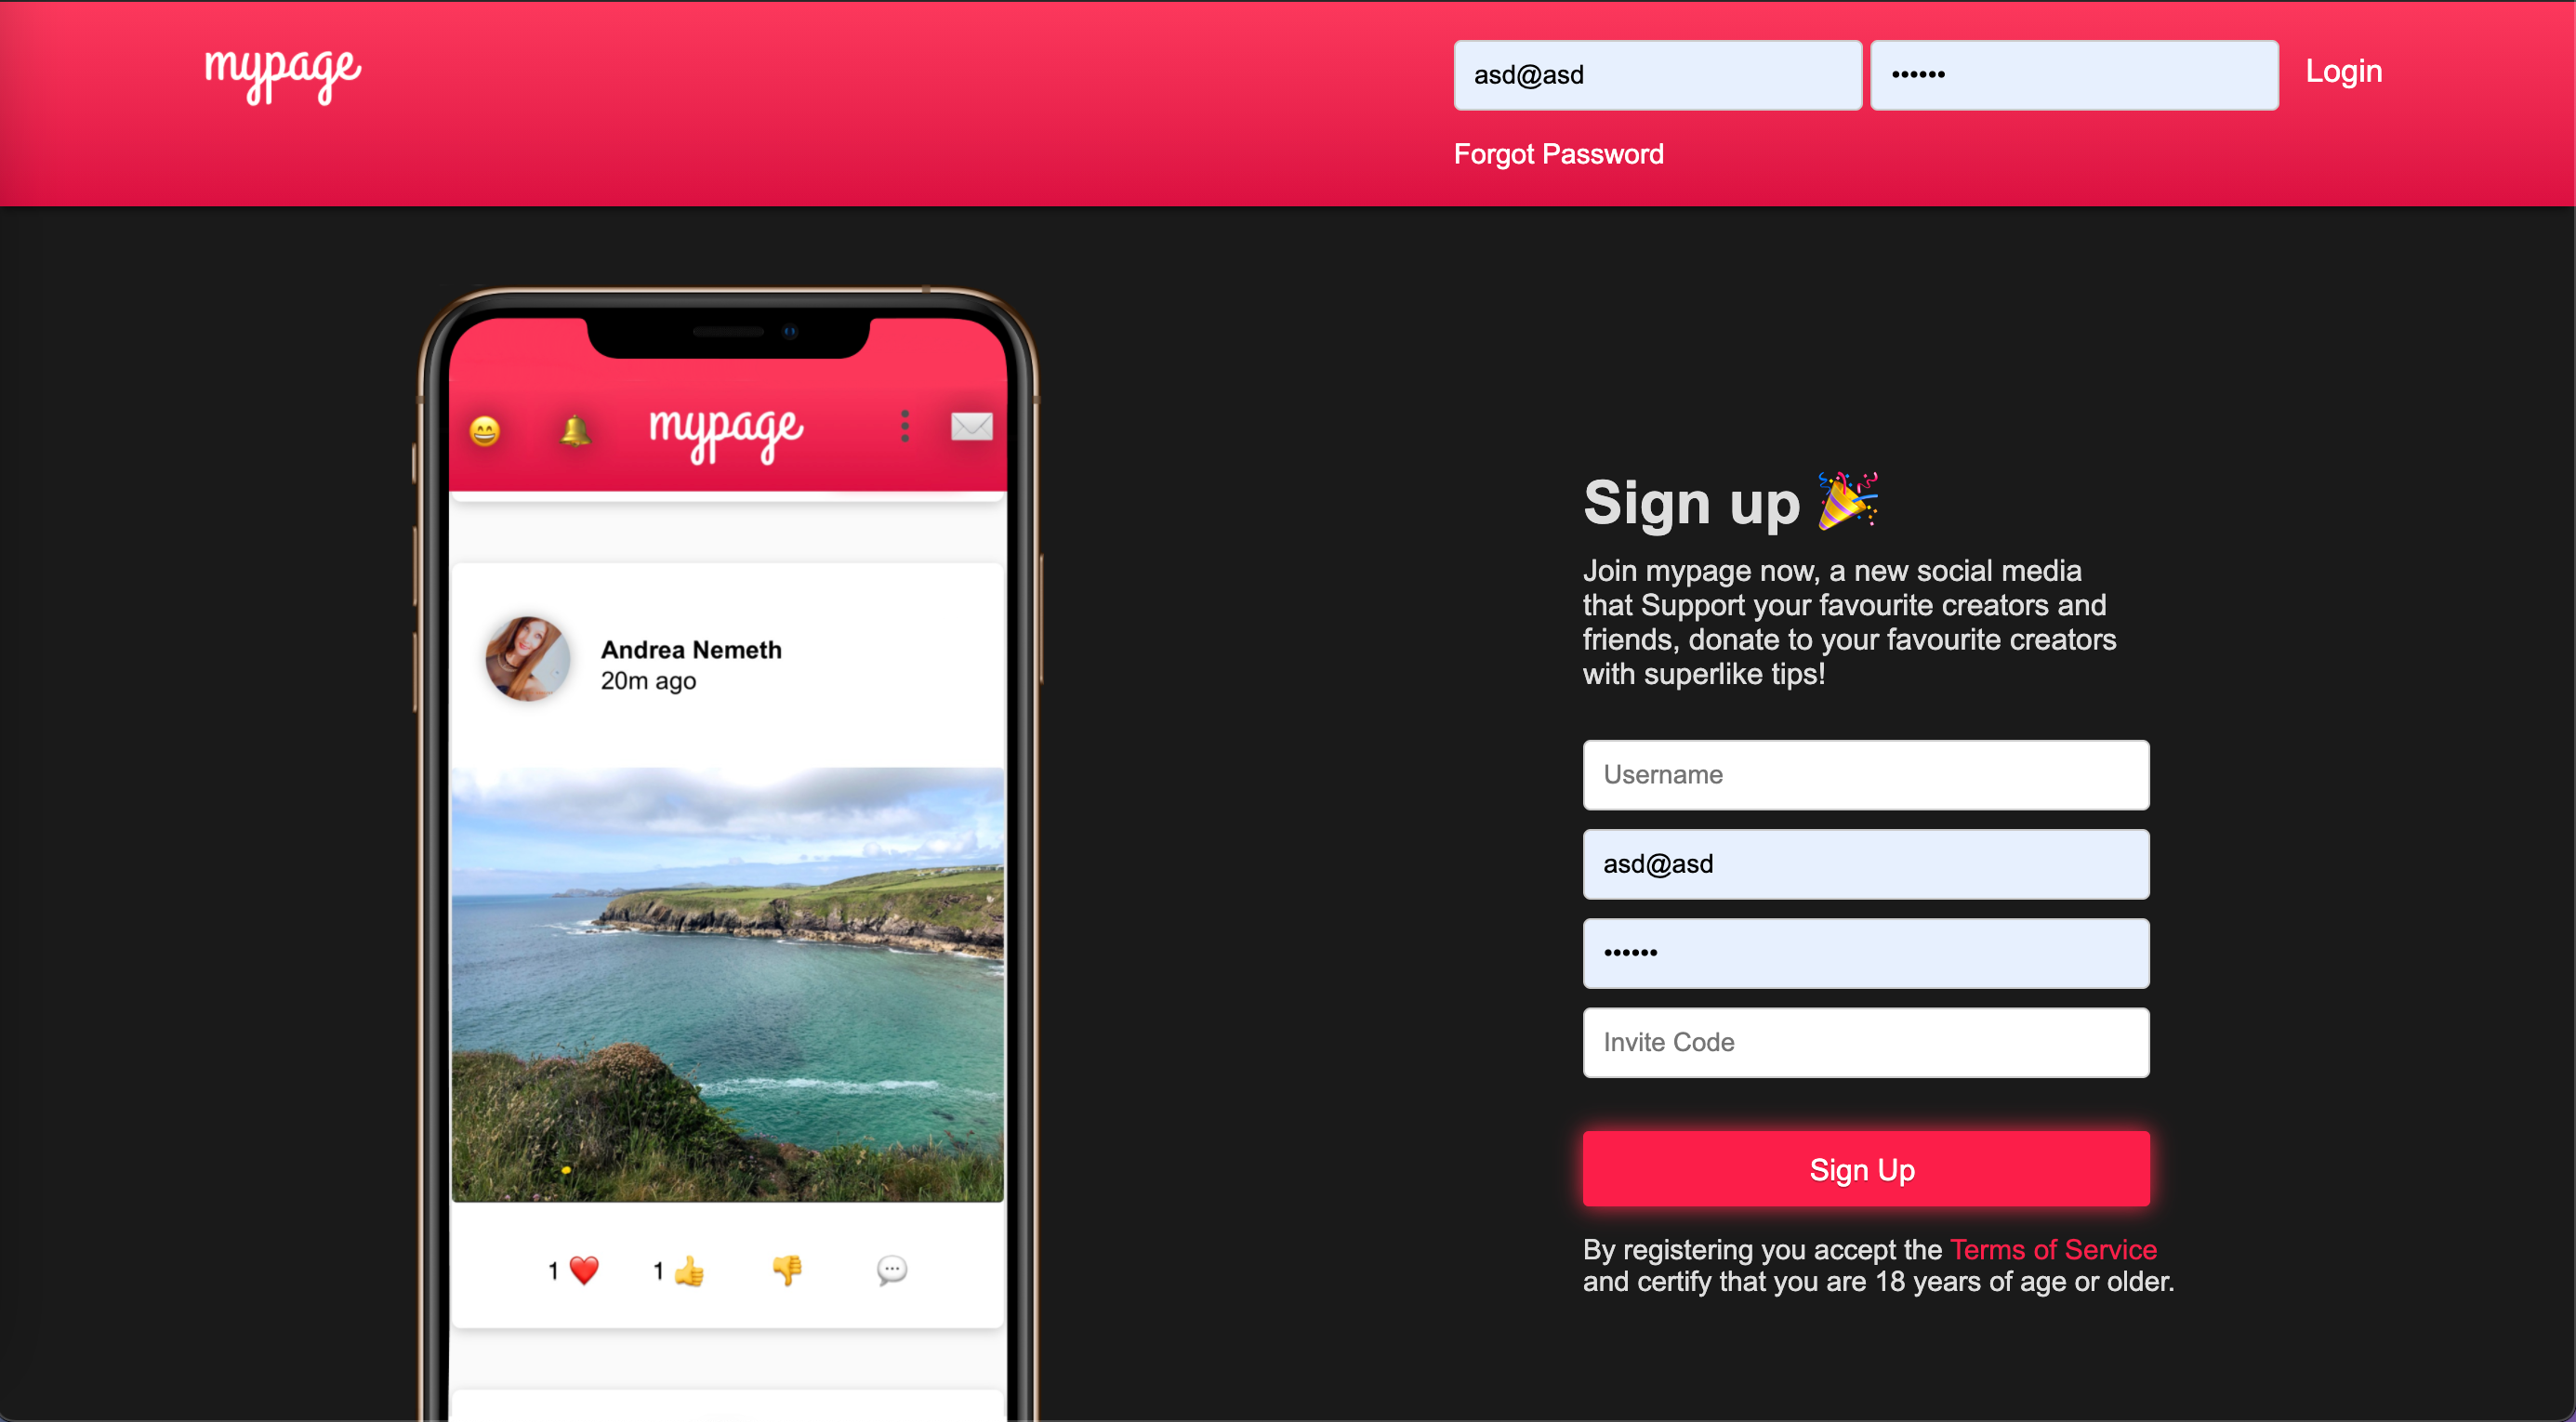 mypage
asd@asd
••••••
Login
Forgot Password
mypage
Andrea Nemeth
20m ago
1
1
Sign up
Join mypage now, a new social media
that Support your favourite creators and
friends, donate to your favourite creators
with superlike tips!
Username
asd@asd
••••••
Invite Code
Sign Up
By registering you accept the Terms of Service
and certify that you are 18 years of age or older.